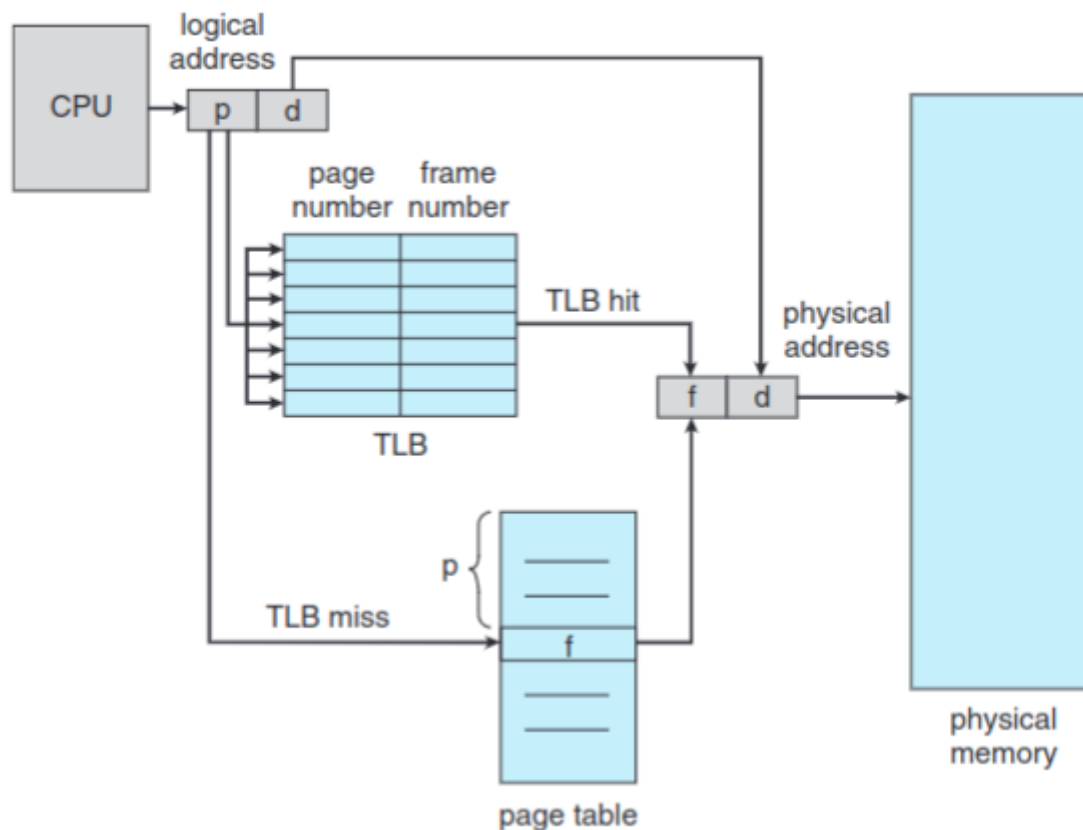 logical
address
CPU
p
d
page
number
frame
number
TLB hit
physical
address
f
d
TLB
p
TLB miss
f
physical
memory
page table